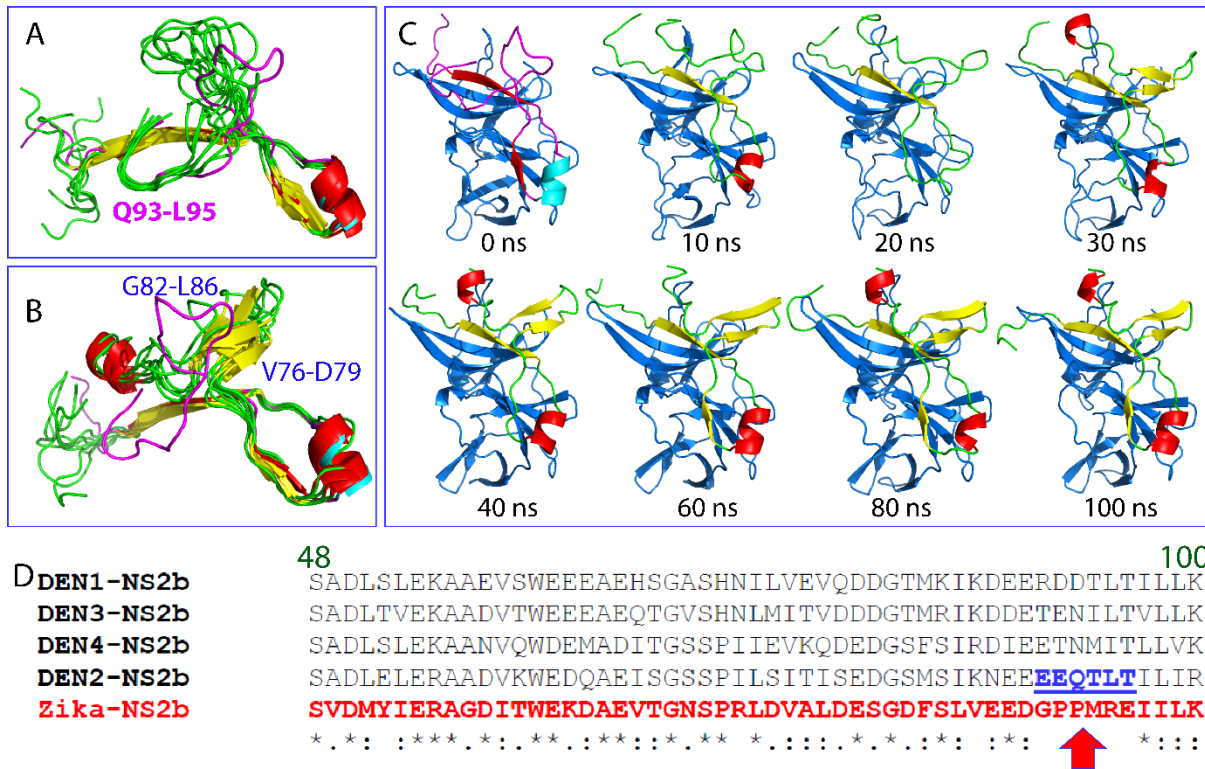 A
Q93-L95
B
G82-L86
V76-D79
C
0 ns
10 ns
20 ns
30 ns
40 ns
60 ns
80 ns
100 ns
D
48 100
DEN1-NS2b SADLSLEKAAEVSWEEEAEHSGASHNILVEVQDDGTMKIKDEERDDTLTILLK
DEN3-NS2b SADLTVEKAADVTWEEEAEQTGVSHNLMITVDDDGTMRIKDDETENILTVLLK
DEN4-NS2b SADLSLEKAANVQWDEMADITGSSPIIEVKQDEDGSFSIRDIEETNMITLLVK
DEN2-NS2b SADLELERAADVKWEDQAEISGSSPILSITISEDGSMSIKNEEEEQTLTILIR
Zika-NS2b SVDMYIERAGDITWEKDAEVTGNSPRLDVALDESGDFSLVEEDGPPMREIILK